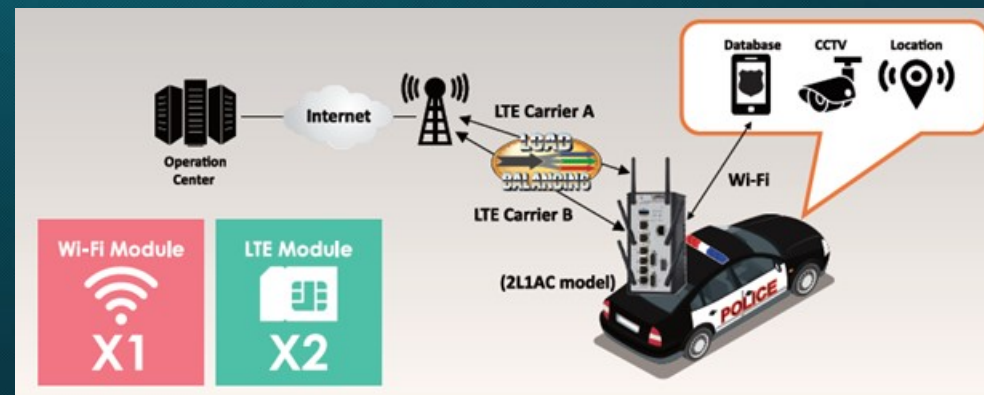 Database
CCTV
Location
Internet
LTE Carrier A
Operation
Center
LOAD
BALANCING
Wi-Fi
LTE Carrier B
Wi-Fi Module
X1
LTE Module
X2
(2L1AC model)
POLICE